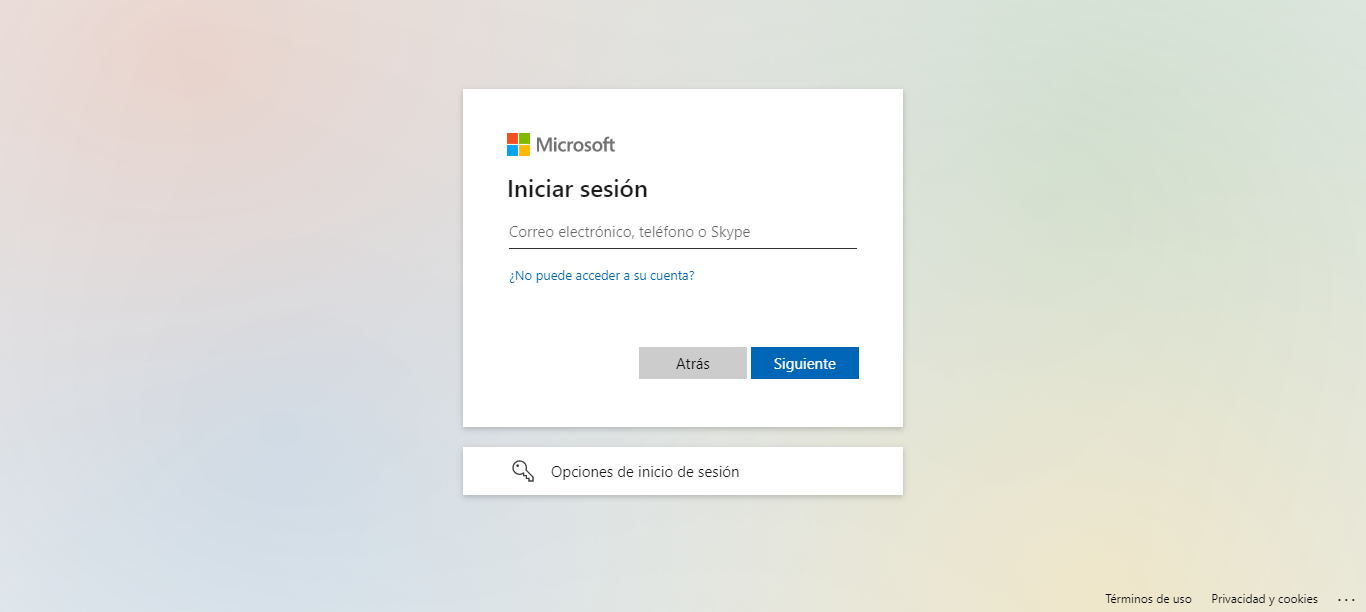 Microsoft
Iniciar sesión
Correo electrónico, teléfono o Skype
¿No puede acceder a su cuenta?
Atrás Siguiente
Opciones de inicio de sesión
Términos de uso Privacidad y cookies ...